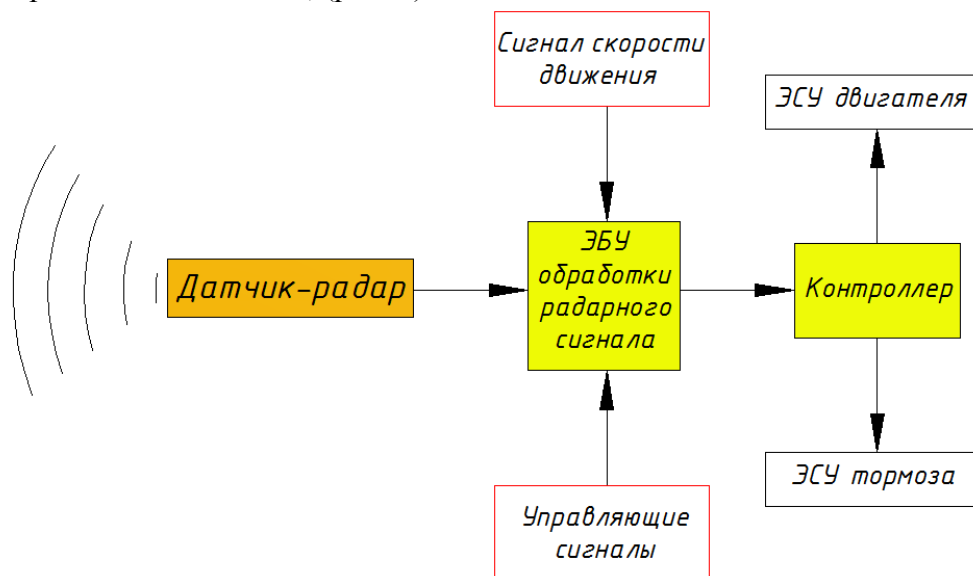 Сигнал скорости
движения
ЭСУ двигателя
Датчик-радар
ЭБУ
обработки
радарного
сигнала
Контроллер
ЭСУ тормоза
Управляющие
сигналы